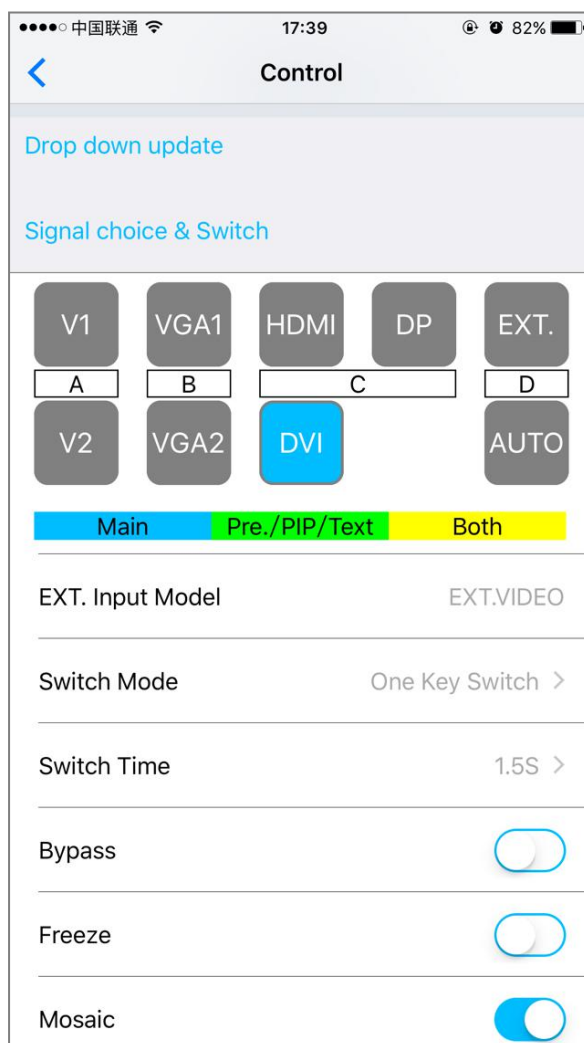 中国联通 17:39 82%
Control
Drop down update
Signal choice & Switch
V1 VGA1 HDMI DP EXT.
A B C D
V2 VGA2 DVI AUTO
Main Pre./PIP/Text Both
EXT. Input Model EXT.VIDEO
Switch Mode One Key Switch >
Switch Time 1.5S >
Bypass
Freeze
Mosaic